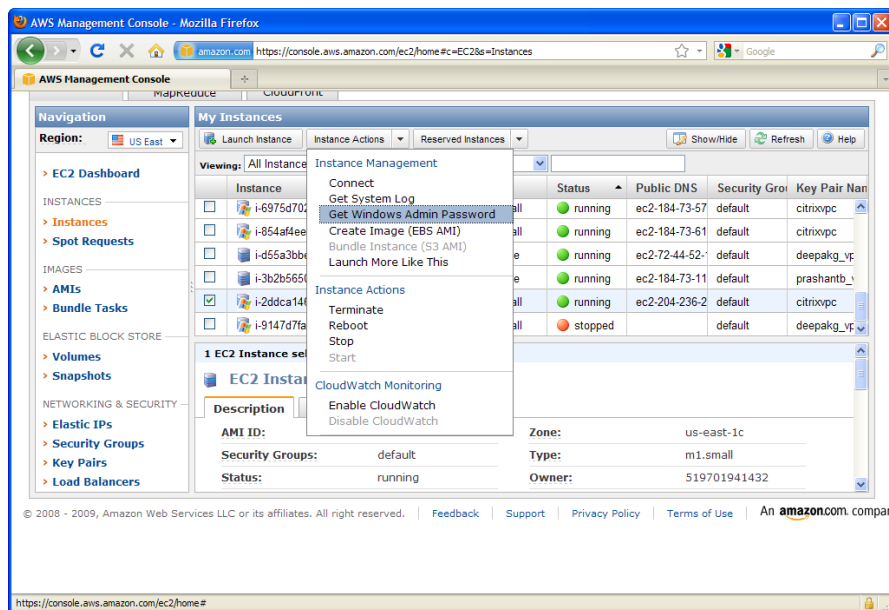 AWS Management Console - Mozilla Firefox
amazon.com https://console.aws.amazon.com/ec2/home#c=EC2&s=Instances
Google
AWS Management Console
MapReduce CloudFront
Navigation
Region: US East
EC2 Dashboard
INSTANCES
Instances
Spot Requests
IMAGES
AMIs
Bundle Tasks
ELASTIC BLOCK STORE
Volumes
Snapshots
NETWORKING & SECURITY
Elastic IPs
Security Groups
Key Pairs
Load Balancers
My Instances
Launch Instance Instance Actions Reserved Instances Show/Hide Refresh Help
Viewing: All Instance
Instance Status Public DNS Security Grou Key Pair Nan
i-6975d702 all running ec2-184-73-57 default citrixvpc
i-854af4ee all running ec2-184-73-61 default citrixvpc
i-d55a3bbe e running ec2-72-44-52- default deepakg_vp
i-3b2b5650 e running ec2-184-73-11 default prashantb_v
i-2ddca146 all running ec2-204-236-2 default citrixvpc
i-9147d7fa all stopped default deepakg_vp
Instance Management
Connect
Get System Log
Get Windows Admin Password
Create Image (EBS AMI)
Bundle Instance (S3 AMI)
Launch More Like This
Instance Actions
Terminate
Reboot
Stop
Start
CloudWatch Monitoring
Enable CloudWatch
Disable CloudWatch
1 EC2 Instance sel
EC2 Instan
Description
AMI ID: Zone: us-east-1c
Security Groups: default Type: m1.small
Status: running Owner: 519701941432
© 2008 - 2009, Amazon Web Services LLC or its affiliates. All right reserved. Feedback Support Privacy Policy Terms of Use An amazon.com. compan
https://console.aws.amazon.com/ec2/home#